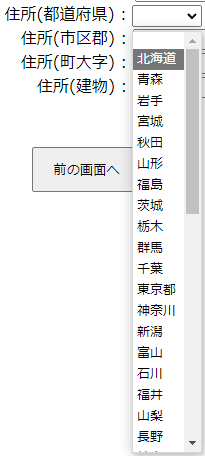 住所(都道府県)：
住所(市区郡)：
住所(町大字)：
住所(建物)：
前の画面へ
北海道
青森
岩手
宮城
秋田
山形
福島
茨城
栃木
群馬
千葉
東京都
神奈川
新潟
富山
石川
福井
山梨
長野